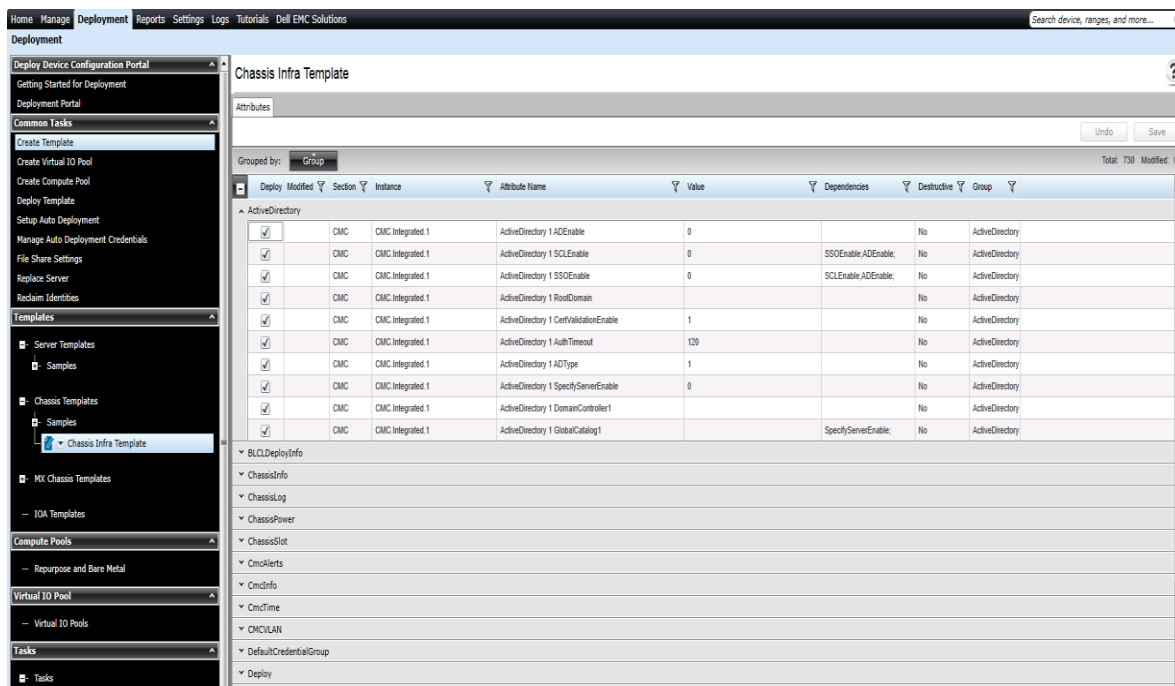 Home Manage Deployment Reports Settings Logs Tutorials Dell EMC Solutions
Search device, ranges, and more...
Deployment
Deploy Device Configuration Portal
Getting Started for Deployment
Deployment Portal
Common Tasks
Create Template
Create Virtual IO Pool
Create Compute Pool
Deploy Template
Setup Auto Deployment
Manage Auto Deployment Credentials
File Share Settings
Replace Server
Reclaim Identities
Templates
Server Templates
Samples
Chassis Templates
Samples
Chassis Infra Template
MX Chassis Templates
IOA Templates
Compute Pools
Repurpose and Bare Metal
Virtual IO Pool
Virtual IO Pools
Tasks
Tasks
Chassis Infra Template
?
Attributes
Undo Save
Grouped by: Group
Total: 730 Modified:
Deploy Modified Section Instance Attribute Name Value Dependencies Destructive Group
ActiveDirectory
CMC CMC.Integrated.1 ActiveDirectory 1 ADEnable 0 No ActiveDirectory
CMC CMC.Integrated.1 ActiveDirectory 1 SCLEnable 0 SSOEnable;ADEnable; No ActiveDirectory
CMC CMC.Integrated.1 ActiveDirectory 1 SSOEnable 0 SCLEnable;ADEnable; No ActiveDirectory
CMC CMC.Integrated.1 ActiveDirectory 1 RootDomain No ActiveDirectory
CMC CMC.Integrated.1 ActiveDirectory 1 CertValidationEnable 1 No ActiveDirectory
CMC CMC.Integrated.1 ActiveDirectory 1 AuthTimeout 120 No ActiveDirectory
CMC CMC.Integrated.1 ActiveDirectory 1 ADType 1 No ActiveDirectory
CMC CMC.Integrated.1 ActiveDirectory 1 SpecifyServerEnable 0 No ActiveDirectory
CMC CMC.Integrated.1 ActiveDirectory 1 DomainController1 No ActiveDirectory
CMC CMC.Integrated.1 ActiveDirectory 1 GlobalCatalog1 SpecifyServerEnable; No ActiveDirectory
BLCLDeployInfo
ChassisInfo
ChassisLog
ChassisPower
ChassisSlot
CmcAlerts
CmcInfo
CmcTime
CMCVLAN
DefaultCredentialGroup
Deploy